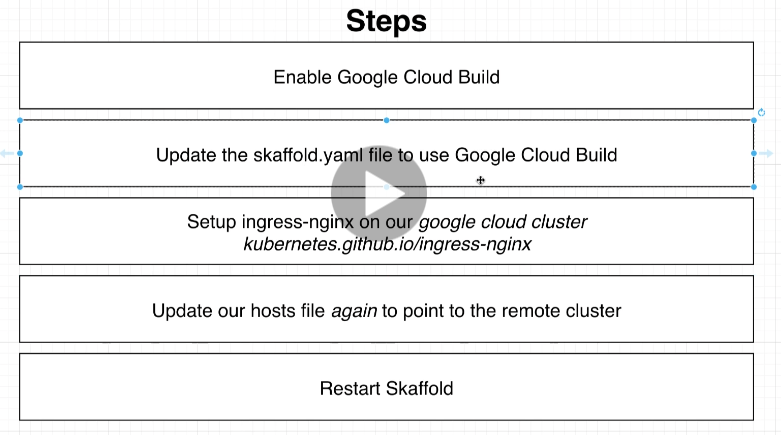 Steps
Enable Google Cloud Build
Update the skaffold.yaml file to use Google Cloud Build
Setup ingress-nginx on our google cloud cluster
kubernetes.github.io/ingress-nginx
Update our hosts file again to point to the remote cluster
Restart Skaffold